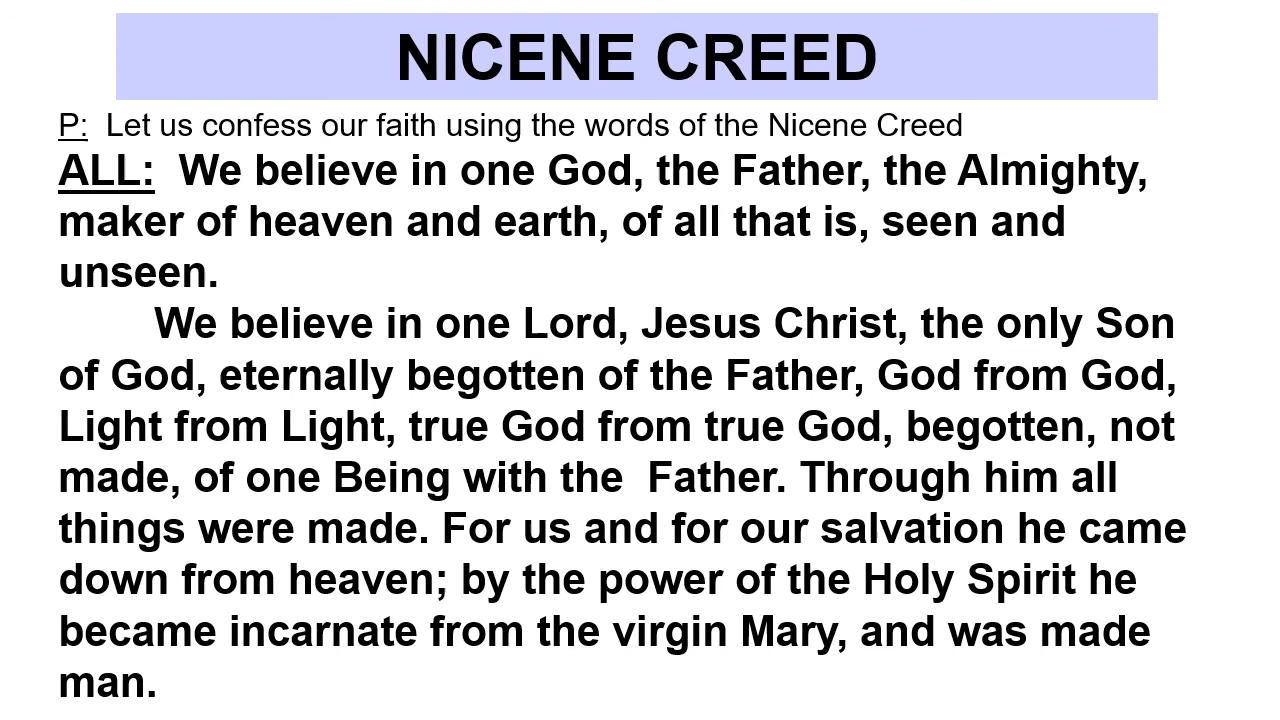 NICENE CREED
P:  Let us confess our faith using the words of the Nicene Creed
ALL:  We believe in one God, the Father, the Almighty,
maker of heaven and earth, of all that is, seen and
unseen.
We believe in one Lord, Jesus Christ, the only Son
of God, eternally begotten of the Father, God from God,
Light from Light, true God from true God, begotten, not
made, of one Being with the  Father. Through him all
things were made. For us and for our salvation he came
down from heaven; by the power of the Holy Spirit he
became incarnate from the virgin Mary, and was made
man.